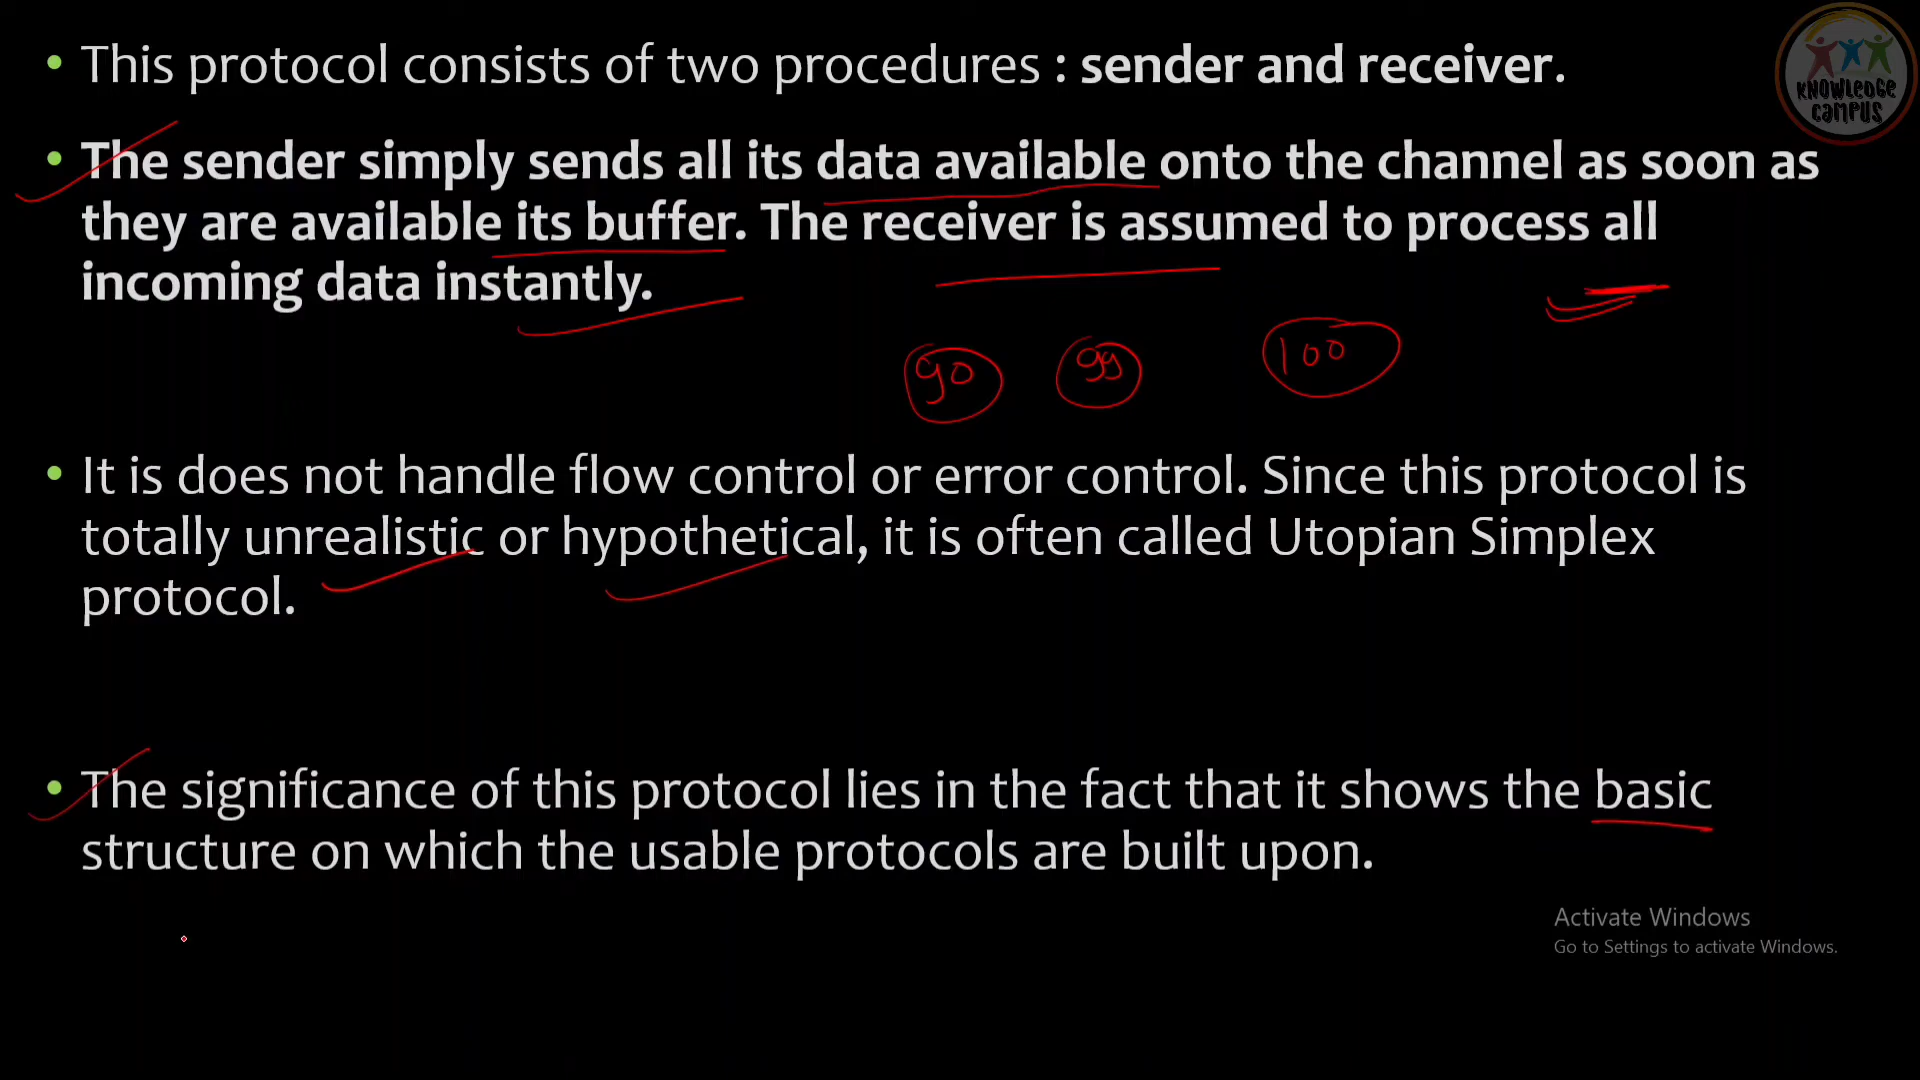 • This protocol consists of two procedures : sender and receiver.
KNOWLEDGE
CAMPUS
• The sender simply sends all its data available onto the channel as soon as
they are available its buffer. The receiver is assumed to process all
incoming data instantly.
90 99 100
• It is does not handle flow control or error control. Since this protocol is
totally unrealistic or hypothetical, it is often called Utopian Simplex
protocol.
• The significance of this protocol lies in the fact that it shows the basic
structure on which the usable protocols are built upon.
Activate Windows
Go to Settings to activate Windows.